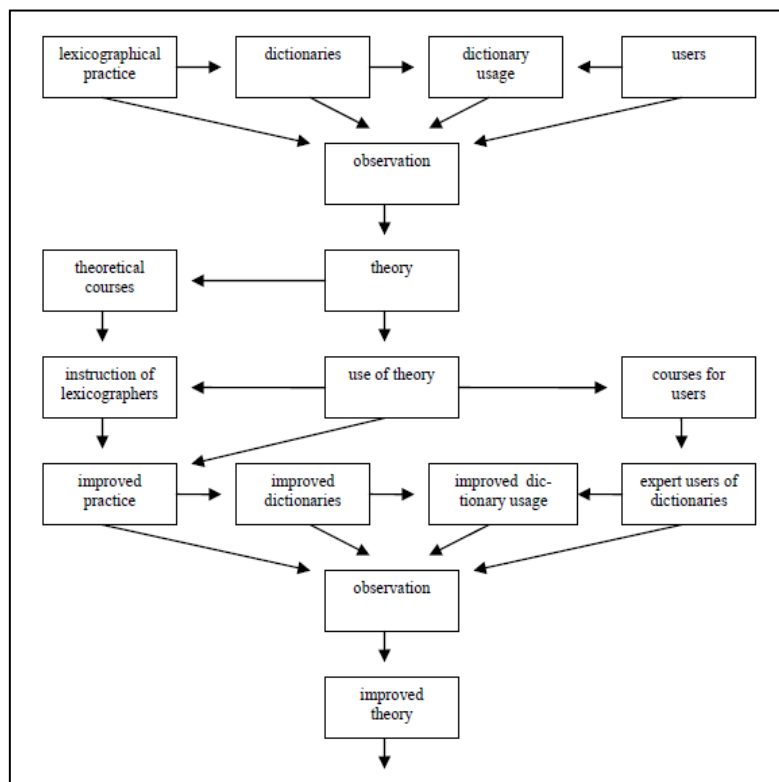 lexicographical
practice
dictionaries
dictionary
usage
users
observation
theoretical
courses
theory
instruction of
lexicographers
use of theory
courses for
users
improved
practice
improved
dictionaries
improved dic-
tionary usage
expert users of
dictionaries
observation
improved
theory